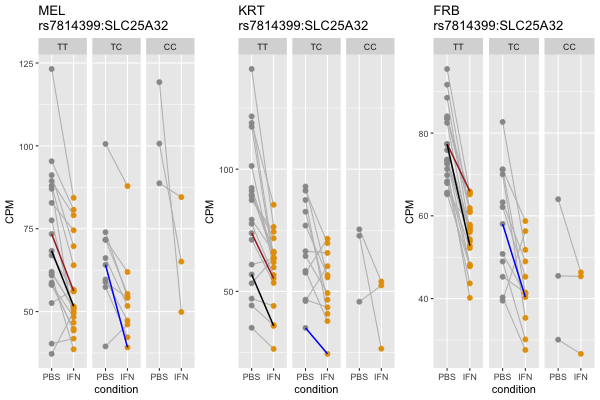 MEL
rs7814399:SLC25A32
TT TC CC
125
100
75
50
CPM
PBS IFN PBS IFN PBS IFN
condition
KRT
rs7814399:SLC25A32
TT TC CC
100
50
CPM
PBS IFN PBS IFN PBS IFN
condition
FRB
rs7814399:SLC25A32
TT TC CC
80
60
40
CPM
PBS IFN PBS IFN PBS IFN
condition